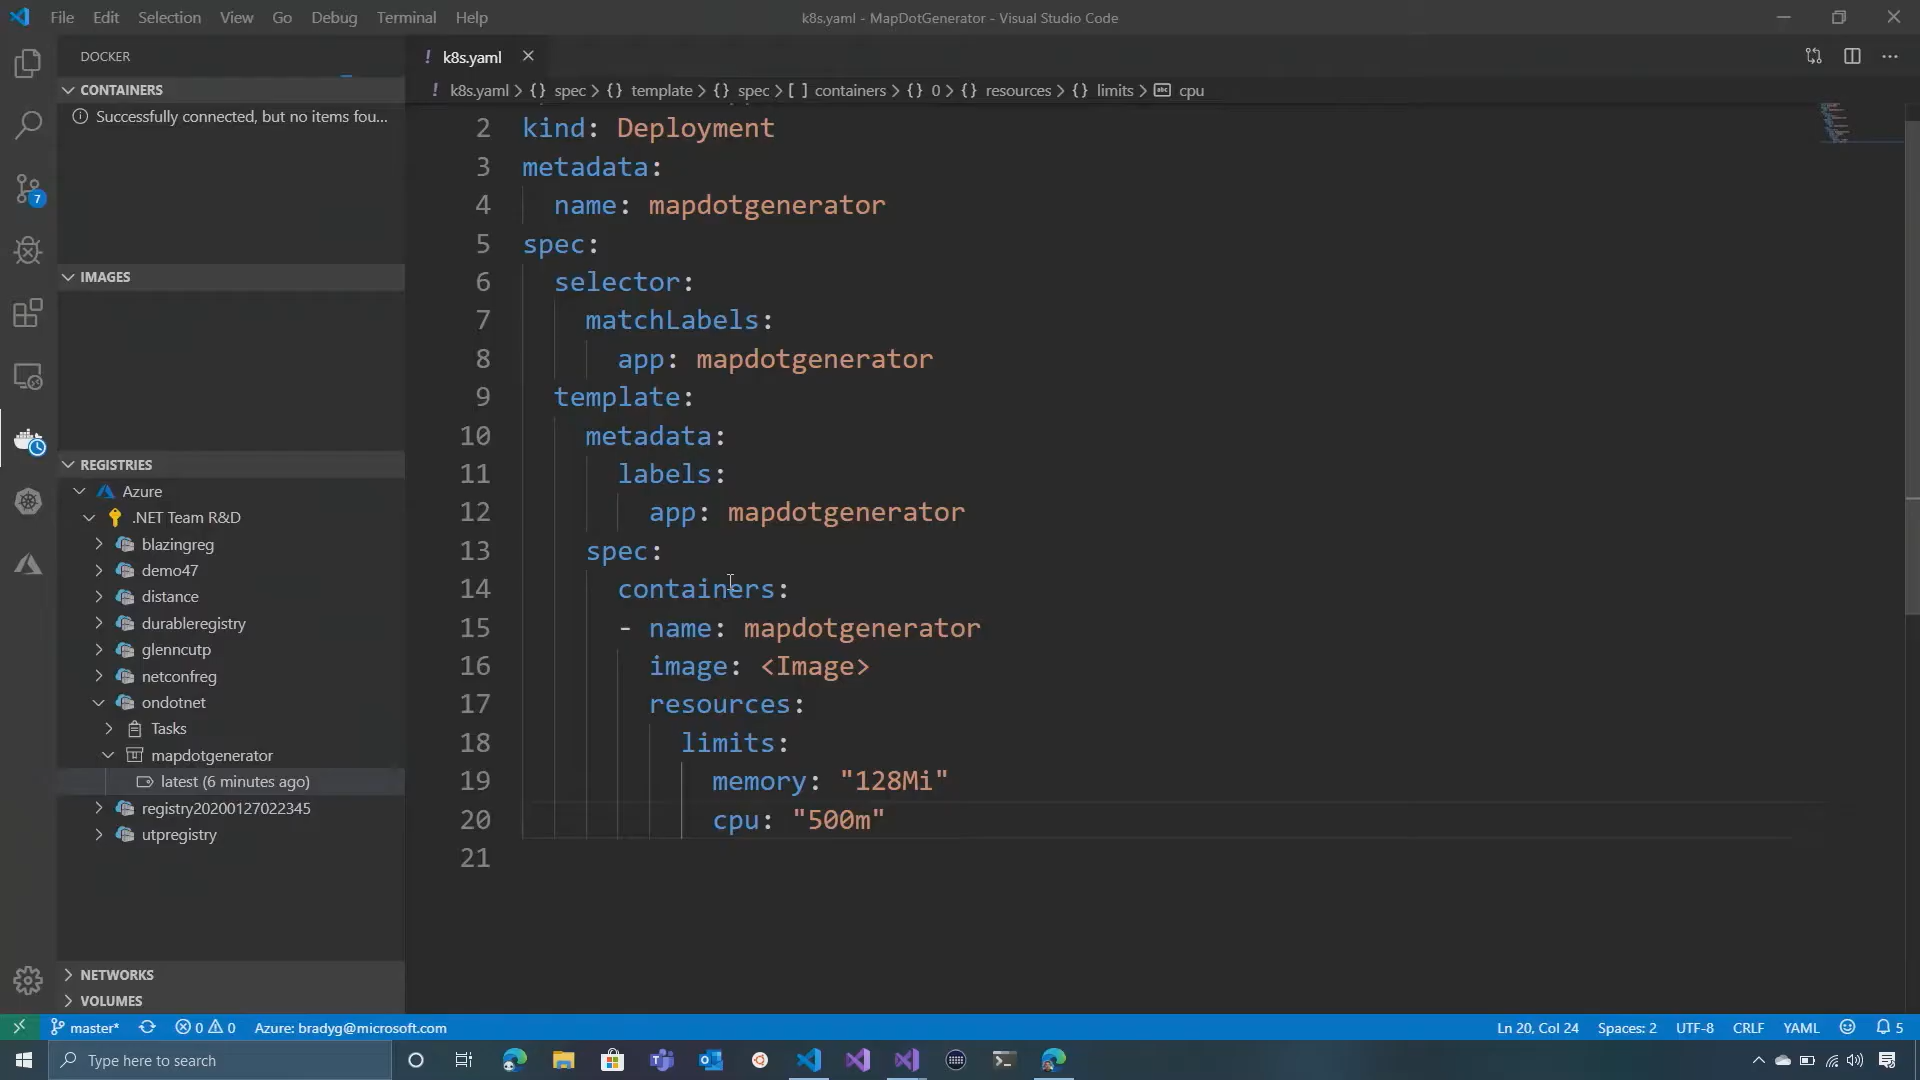 File Edit Selection View Go Debug Terminal Help
k8s.yaml - MapDotGenerator - Visual Studio Code
DOCKER
CONTAINERS
Successfully connected, but no items fou...
IMAGES
REGISTRIES
Azure
.NET Team R&D
blazingreg
demo47
distance
durableregistry
glenncutp
netconfreg
ondotnet
Tasks
mapdotgenerator
latest (6 minutes ago)
registry20200127022345
utpregistry
NETWORKS
VOLUMES
7
! k8s.yaml
! k8s.yaml > {} spec > {} template > {} spec > [ ] containers > {} 0 > {} resources > {} limits > abc cpu
2 kind: Deployment
3 metadata:
4 name: mapdotgenerator
5 spec:
6 selector:
7 matchLabels:
8 app: mapdotgenerator
9 template:
10 metadata:
11 labels:
12 app: mapdotgenerator
13 spec:
14 containers:
15 - name: mapdotgenerator
16 image: <Image>
17 resources:
18 limits:
19 memory: "128Mi"
20 cpu: "500m"
21
master* 0 0 Azure: bradyg@microsoft.com
Ln 20, Col 24 Spaces: 2 UTF-8 CRLF YAML 5
Type here to search